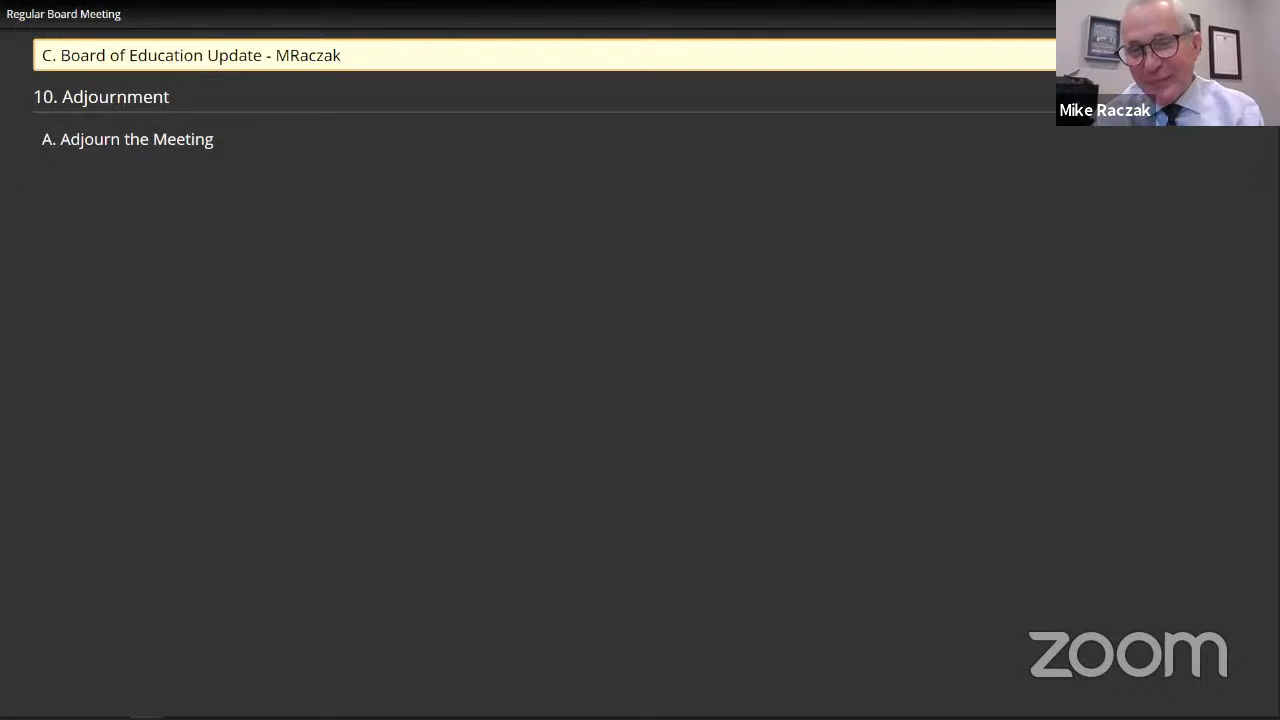 Regular Board Meeting
C. Board of Education Update - MRaczak
10. Adjournment
A. Adjourn the Meeting
Mike Raczak
zoom